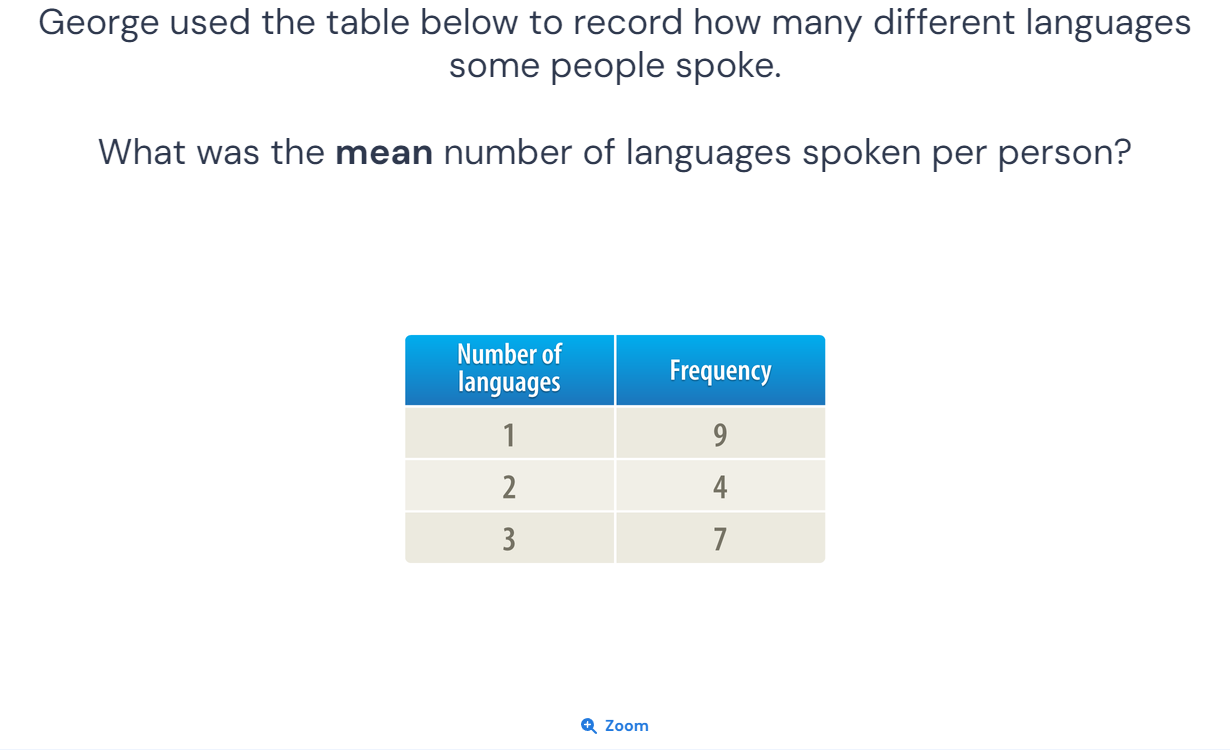 George used the table below to record how many different languages
some people spoke.
What was the mean number of languages spoken per person?
Number of
languages
Frequency
1 9
2 4
3 7
Zoom